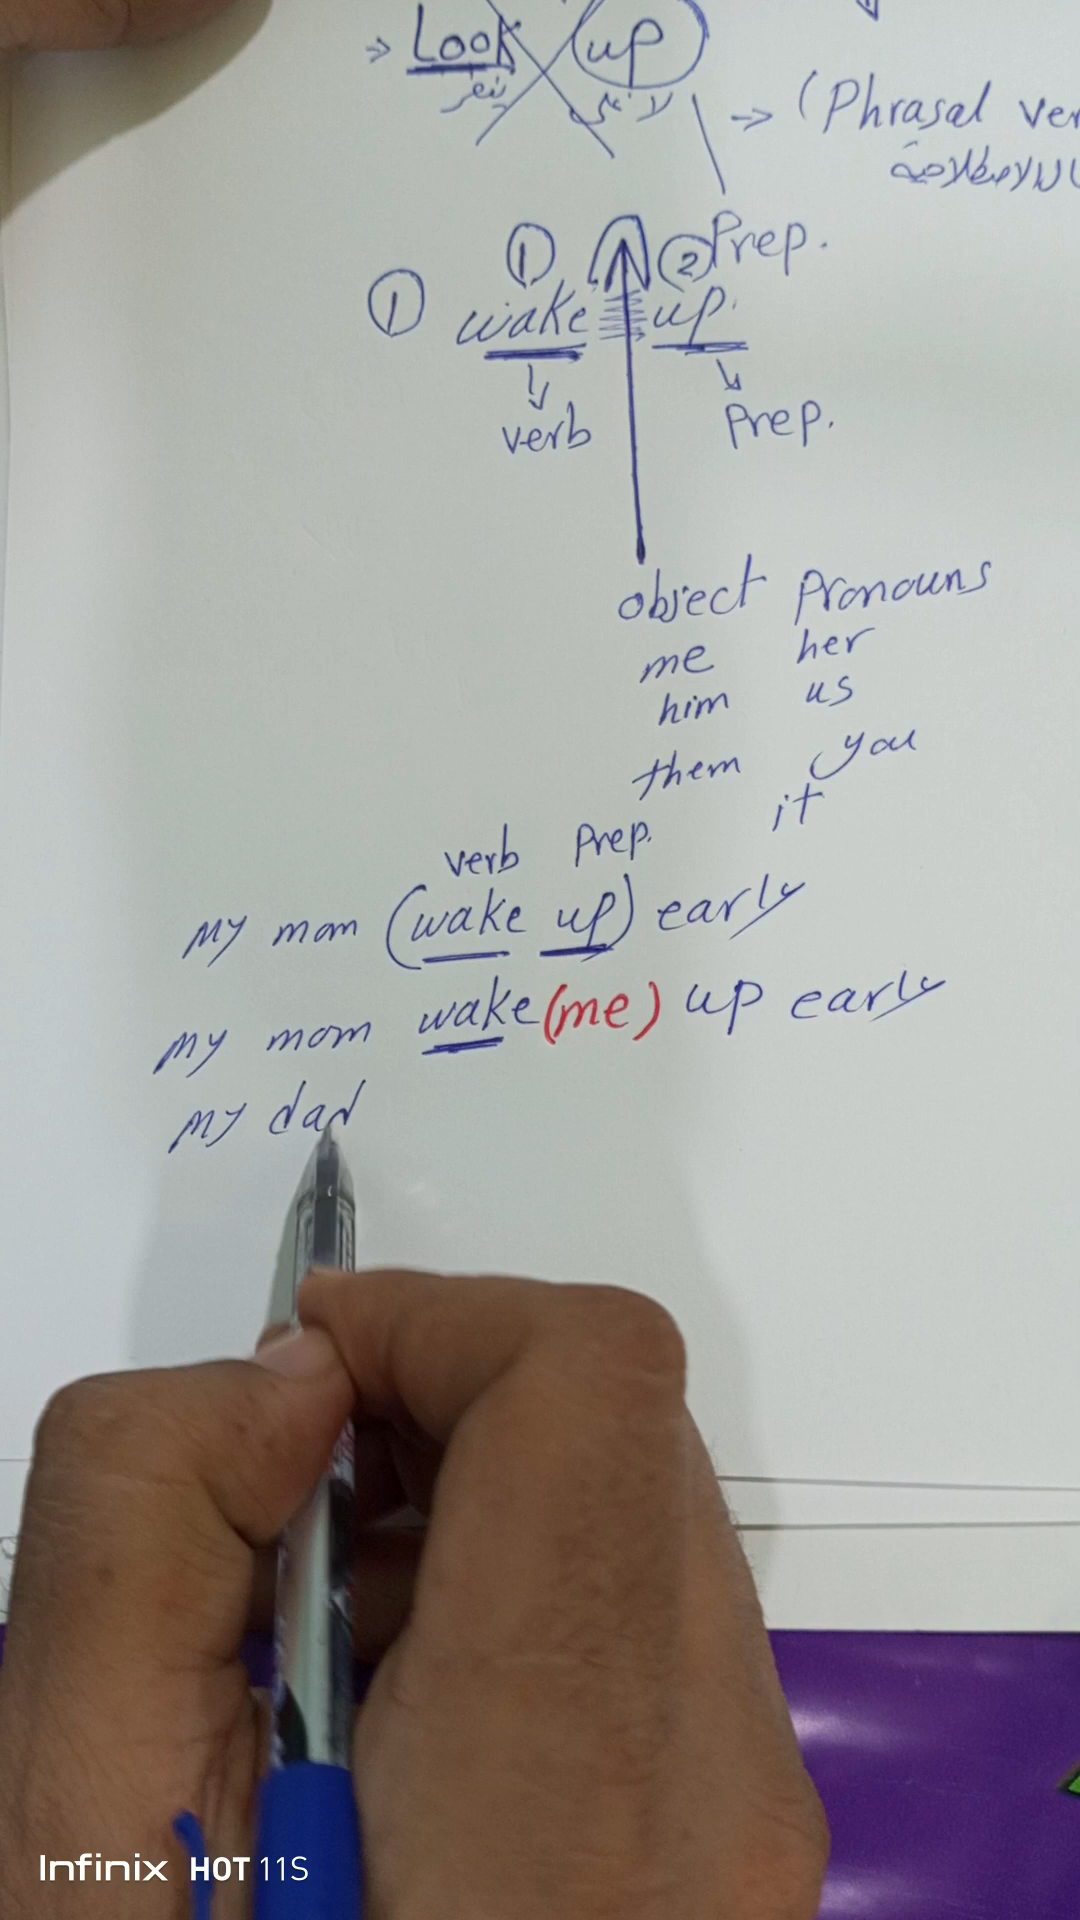 ⇒ Look up
ينظر لأعلى
→ (Phrasal ver
Prep.
① ②
① wake up.
verb Prep.
object Pronouns
me her
him us
them you
it
verb Prep.
My mom (wake up) early
My mom wake (me) up early
My dad
Infinix HOT 11S